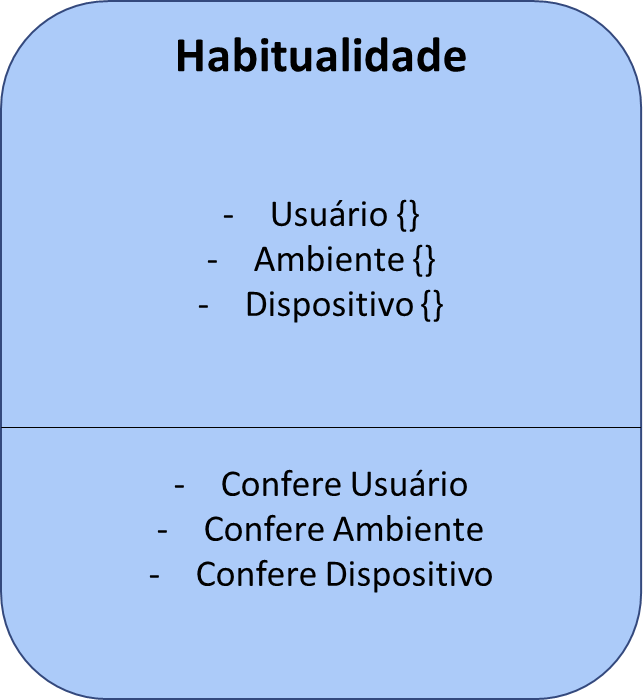 Habitualidade
- Usuário {}
- Ambiente {}
- Dispositivo {}
- Confere Usuário
- Confere Ambiente
- Confere Dispositivo